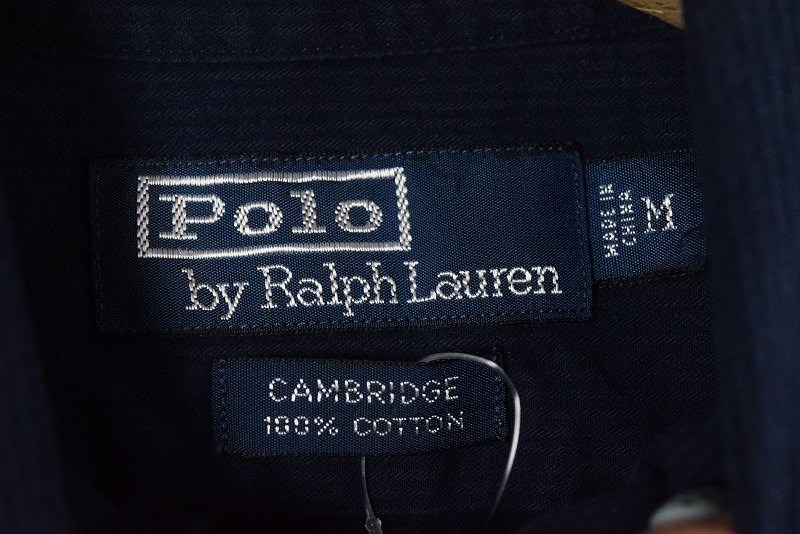 Polo
by Ralph Lauren
MADE IN
CHINA
M
CAMBRIDGE
100% COTTON